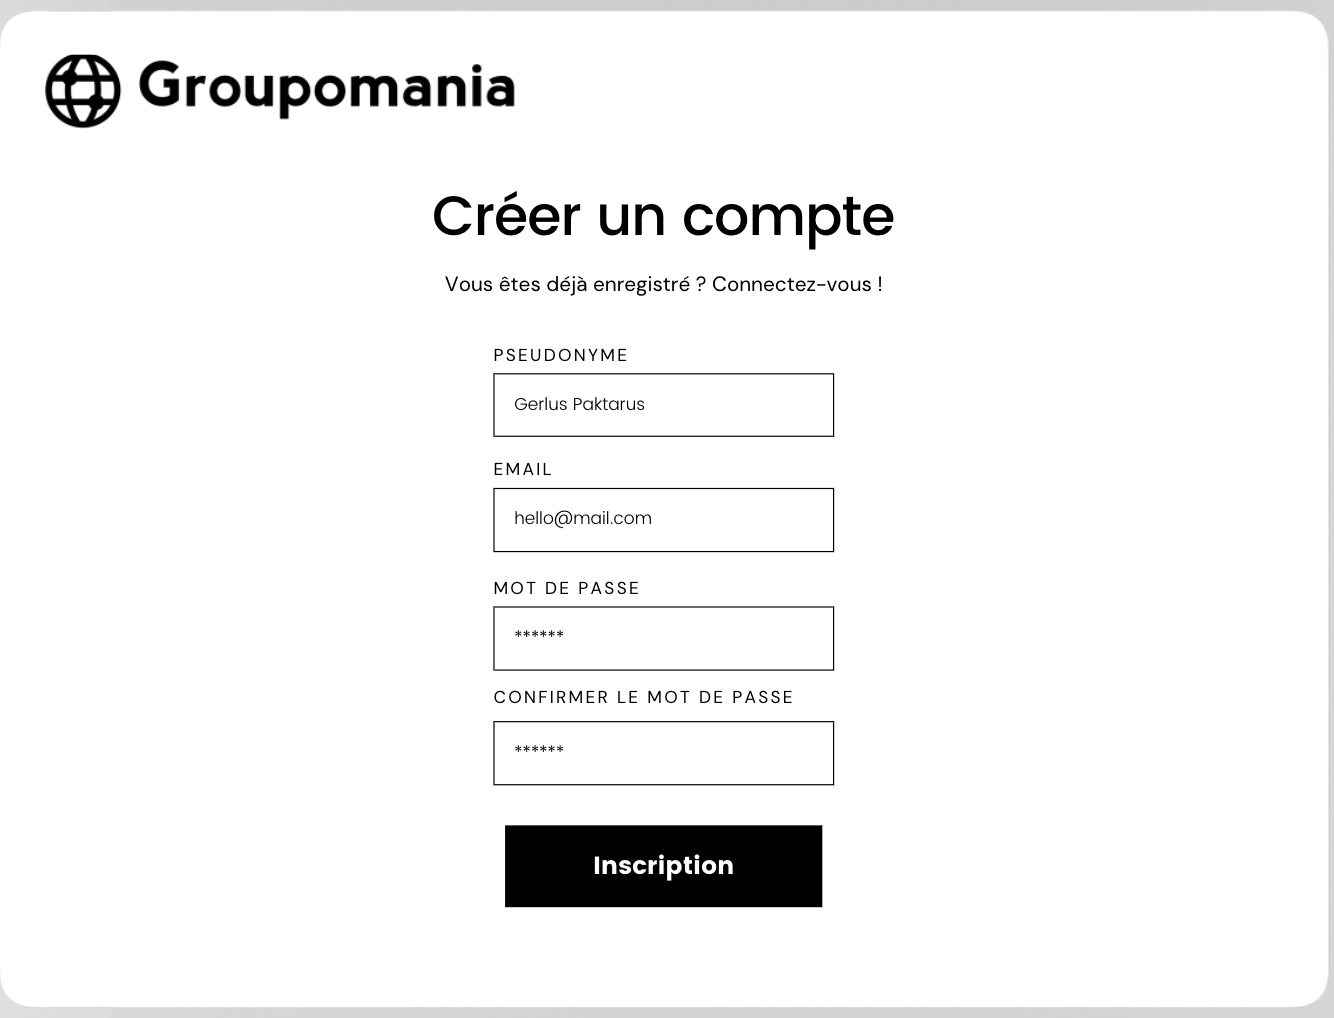 Groupomania
Créer un compte
Vous êtes déjà enregistré ? Connectez-vous !
PSEUDONYME
Gerlus Paktarus
EMAIL
hello@mail.com
MOT DE PASSE
******
CONFIRMER LE MOT DE PASSE
******
Inscription